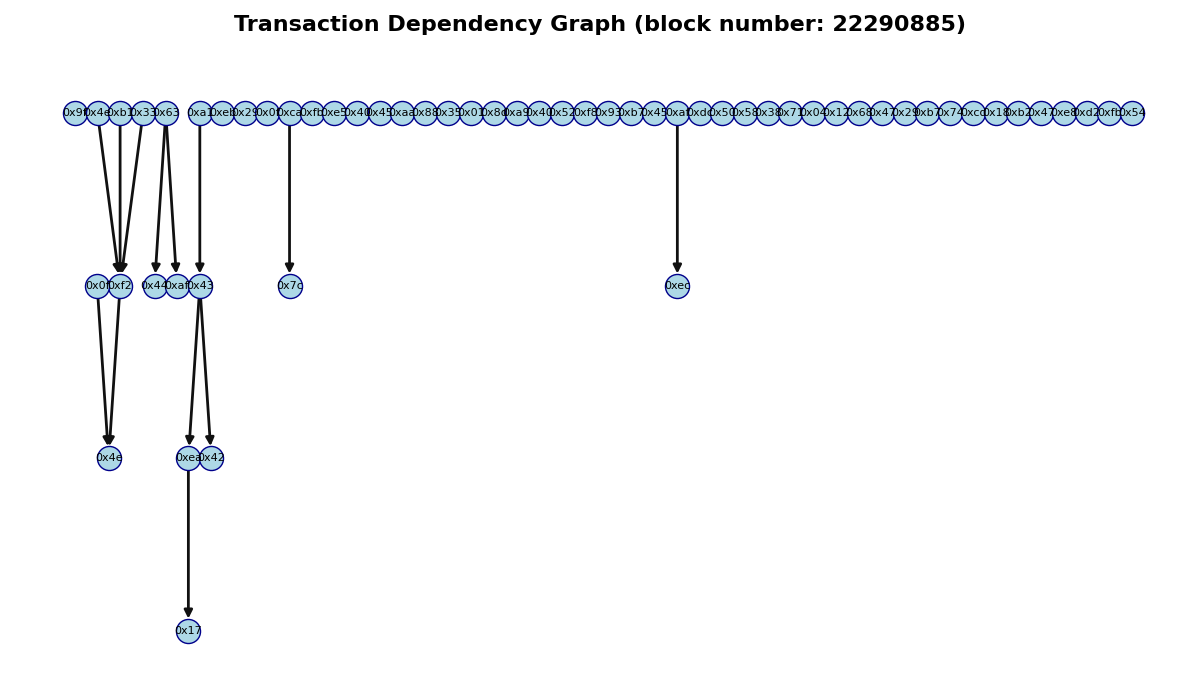 Transaction Dependency Graph (block number: 22290885)
0x9f 0x4e 0xb1 0x33 0x63 0xa1 0xeb 0x29 0x0f 0xca 0xfb 0xe5 0x40 0x45 0xaa 0x88 0x35 0x01 0x8d 0xa9 0x40 0x52 0xf8 0x93 0xb7 0x45 0xaf 0xdc 0x50 0x58 0x38 0x71 0x04 0x12 0x68 0x47 0x29 0xb7 0x74 0xcc 0x18 0xb2 0x47 0xe8 0xd2 0xfb 0x54
0x0f 0xf2 0x44 0xaf 0x43 0x7c 0xec
0x4e 0xea 0x42
0x17